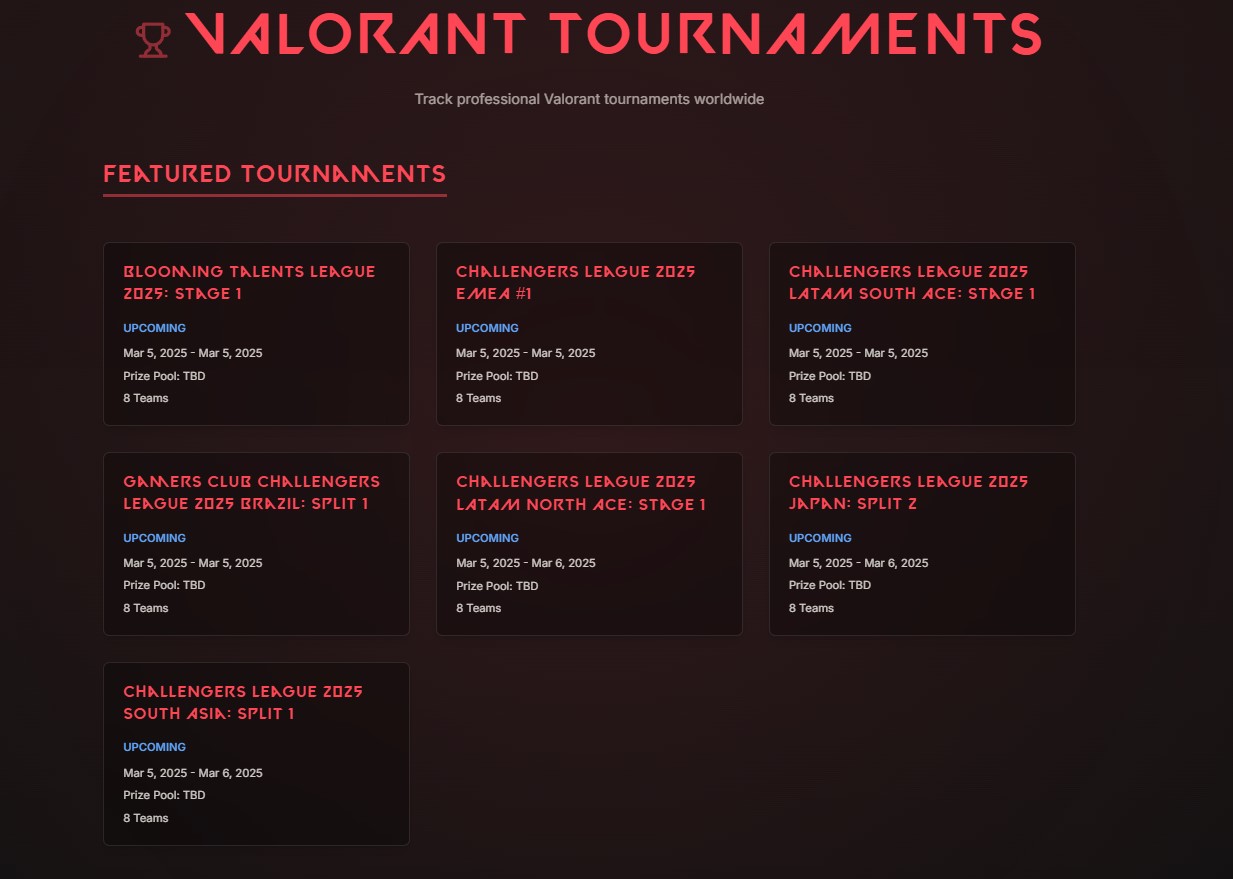 VALORANT TOURNAMENTS
Track professional Valorant tournaments worldwide
FEATURED TOURNAMENTS
BLOOMING TALENTS LEAGUE
2025: STAGE 1
UPCOMING
Mar 5, 2025 - Mar 5, 2025
Prize Pool: TBD
8 Teams
CHALLENGERS LEAGUE 2025
EMEA #1
UPCOMING
Mar 5, 2025 - Mar 5, 2025
Prize Pool: TBD
8 Teams
CHALLENGERS LEAGUE 2025
LATAM SOUTH ACE: STAGE 1
UPCOMING
Mar 5, 2025 - Mar 5, 2025
Prize Pool: TBD
8 Teams
GAMERS CLUB CHALLENGERS
LEAGUE 2025 BRAZIL: SPLIT 1
UPCOMING
Mar 5, 2025 - Mar 5, 2025
Prize Pool: TBD
8 Teams
CHALLENGERS LEAGUE 2025
LATAM NORTH ACE: STAGE 1
UPCOMING
Mar 5, 2025 - Mar 6, 2025
Prize Pool: TBD
8 Teams
CHALLENGERS LEAGUE 2025
JAPAN: SPLIT 2
UPCOMING
Mar 5, 2025 - Mar 6, 2025
Prize Pool: TBD
8 Teams
CHALLENGERS LEAGUE 2025
SOUTH ASIA: SPLIT 1
UPCOMING
Mar 5, 2025 - Mar 6, 2025
Prize Pool: TBD
8 Teams